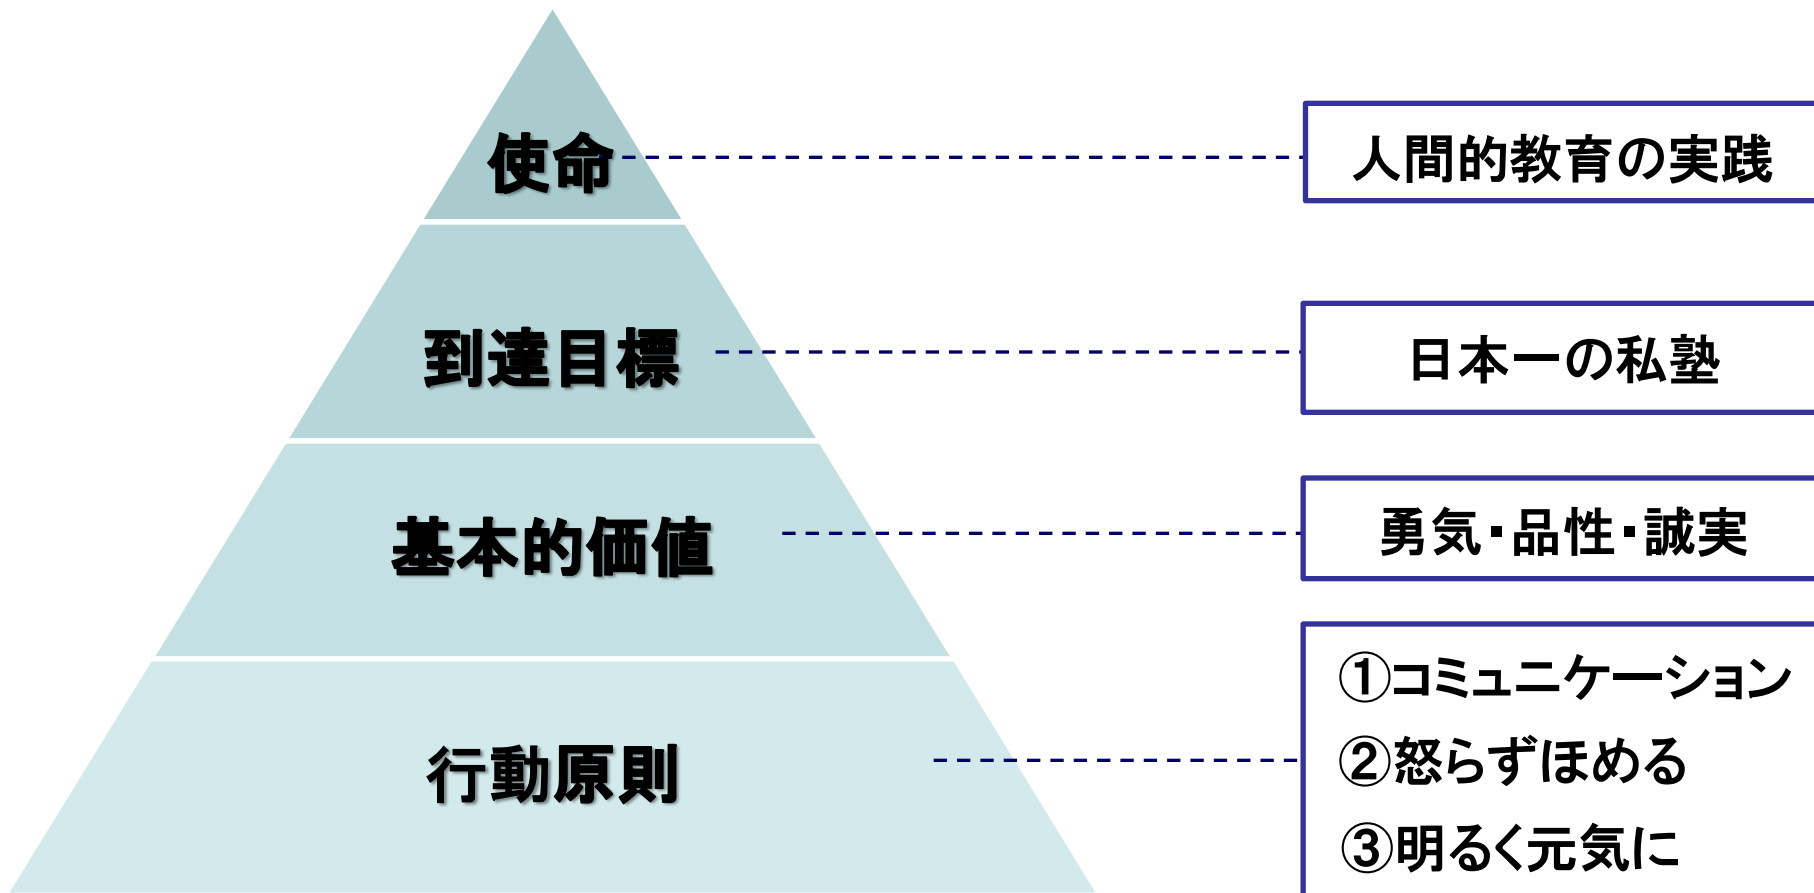 使命
人間的教育の実践
到達目標
日本一の私塾
基本的価値
勇気・品性・誠実
行動原則
①コミュニケーション
②怒らずほめる
③明るく元気に